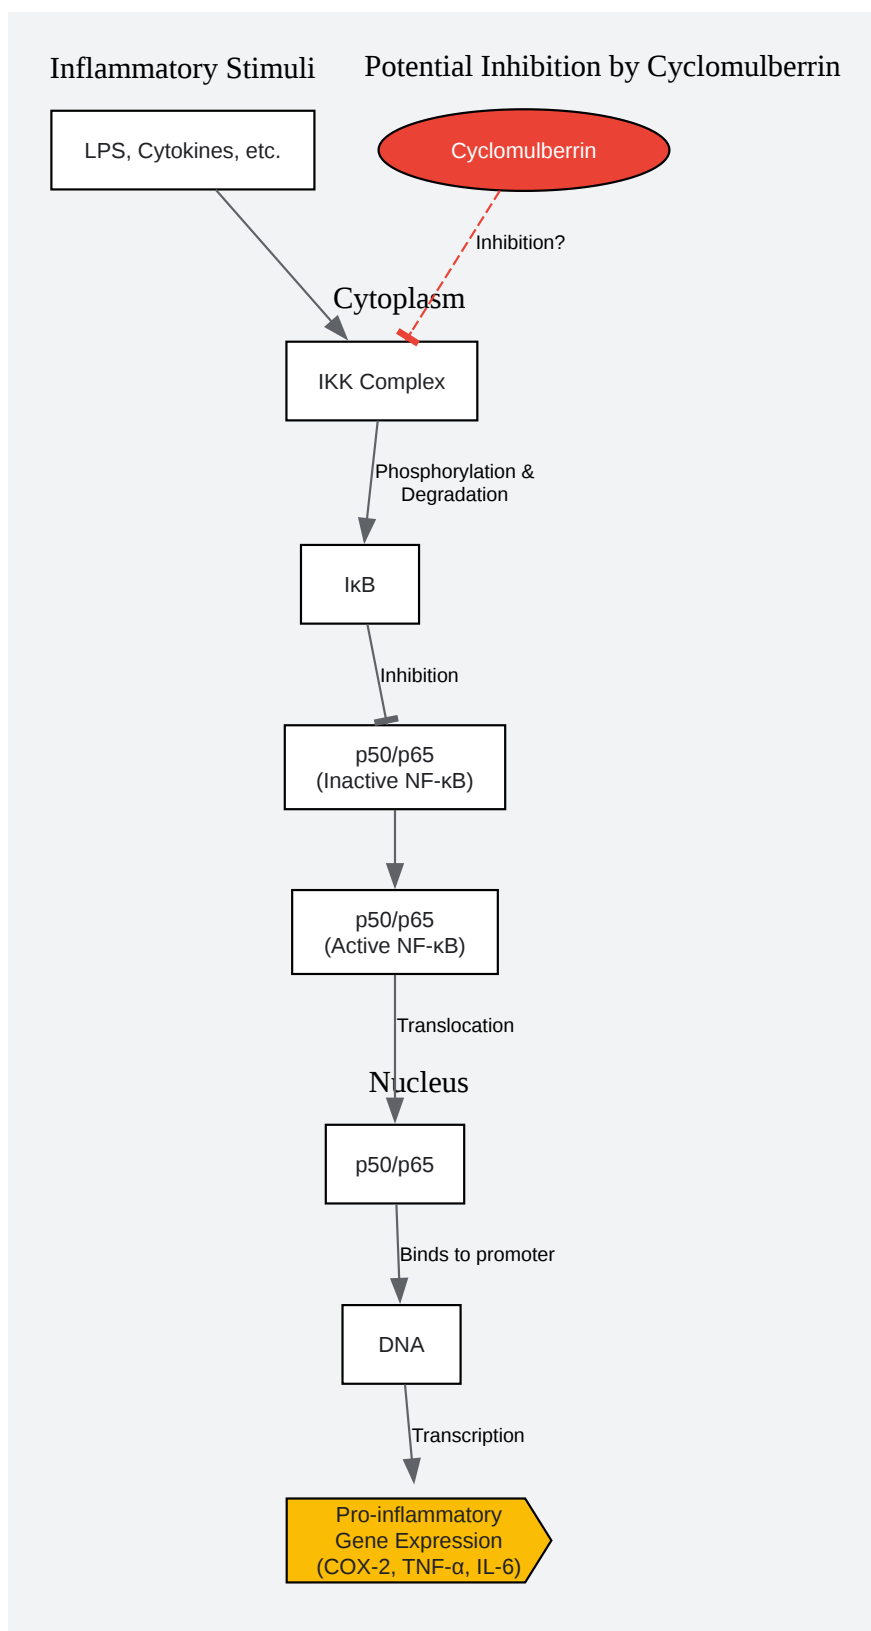 Inflammatory Stimuli
Potential Inhibition by Cyclomulberrin
LPS, Cytokines, etc.
Cyclomulberrin
Inhibition?
Cytoplasm
IKK Complex
Phosphorylation &
Degradation
IκB
Inhibition
p50/p65
(Inactive NF-κB)
p50/p65
(Active NF-κB)
Translocation
Nucleus
p50/p65
Binds to promoter
DNA
Transcription
Pro-inflammatory
Gene Expression
(COX-2, TNF-α, IL-6)